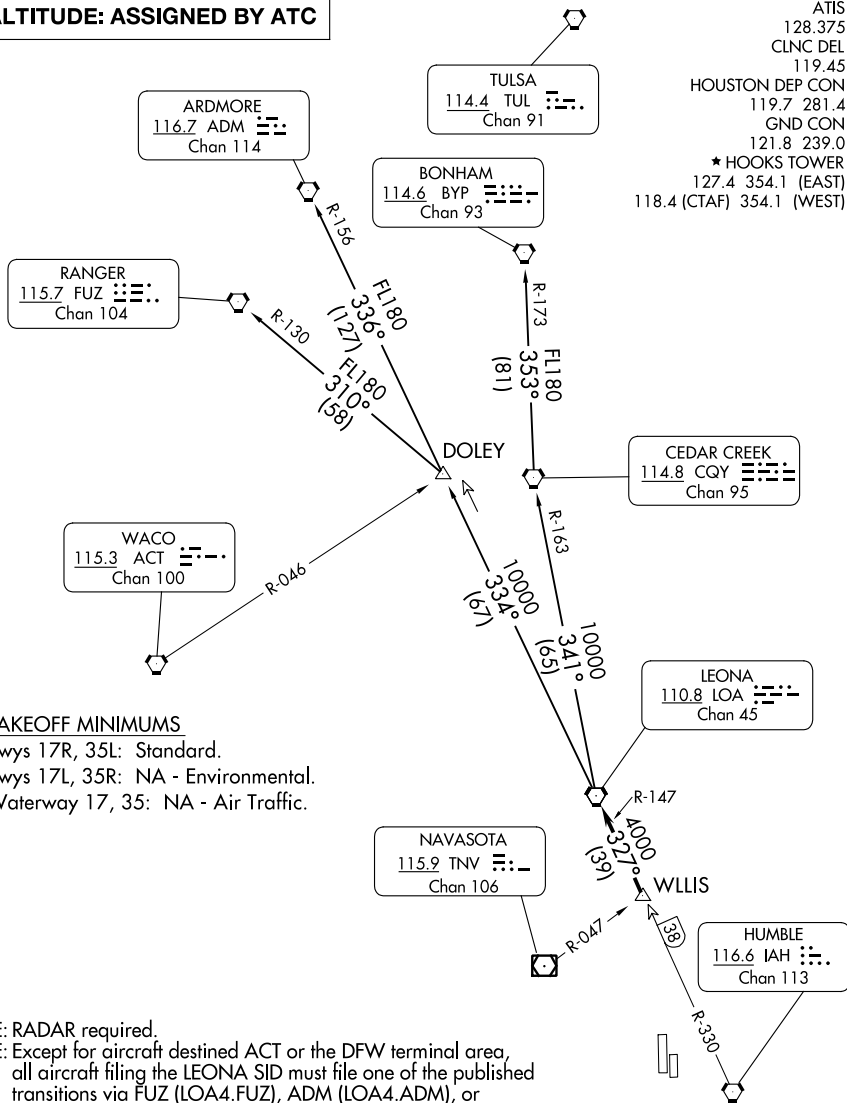 ALTITUDE: ASSIGNED BY ATC
ATIS
128.375
CLNC DEL
119.45
HOUSTON DEP CON
119.7 281.4
GND CON
121.8 239.0
★ HOOKS TOWER
127.4 354.1 (EAST)
118.4 (CTAF) 354.1 (WEST)
TULSA
114.4 TUL
Chan 91
ARDMORE
116.7 ADM
Chan 114
BONHAM
114.6 BYP
Chan 93
RANGER
115.7 FUZ
Chan 104
R-156
FL180
336°
(127)
R-130
FL180
310°
(58)
R-173
FL180
353°
(81)
DOLEY
CEDAR CREEK
114.8 CQY
Chan 95
WACO
115.3 ACT
Chan 100
R-046
R-163
10000
334°
(67)
10000
341°
(65)
LEONA
110.8 LOA
Chan 45
R-147
4000
327°
(39)
WLLIS
NAVASOTA
115.9 TNV
Chan 106
R-047
38
HUMBLE
116.6 IAH
Chan 113
R-330
AKEOFF MINIMUMS
wys 17R, 35L: Standard.
wys 17L, 35R: NA - Environmental.
Waterway 17, 35: NA - Air Traffic.
E: RADAR required.
E: Except for aircraft destined ACT or the DFW terminal area,
all aircraft filing the LEONA SID must file one of the published
transitions via FUZ (LOA4.FUZ), ADM (LOA4.ADM), or